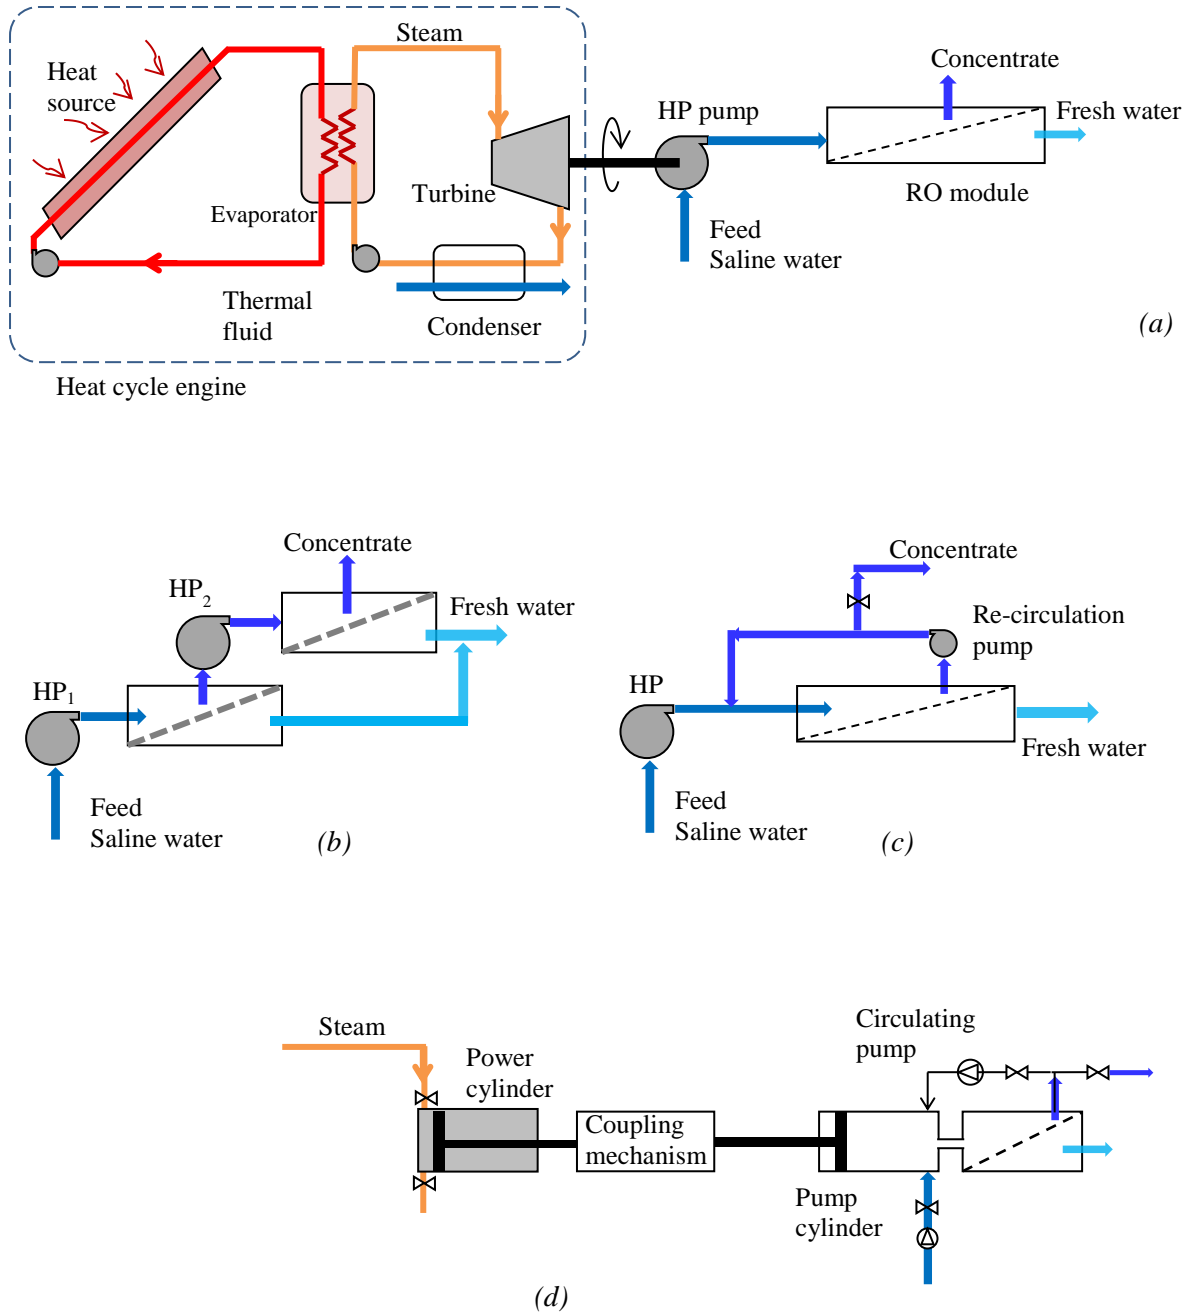 Steam
Heat
source
Evaporator
Turbine
Thermal
fluid
Condenser
Heat cycle engine
HP pump
Concentrate
Fresh water
RO module
Feed
Saline water
(a)
Concentrate
HP2
Fresh water
HP1
Feed
Saline water
(b)
Concentrate
Re-circulation
pump
HP
Fresh water
Feed
Saline water
(c)
Steam
Power
cylinder
Coupling
mechanism
Circulating
pump
Pump
cylinder
(d)